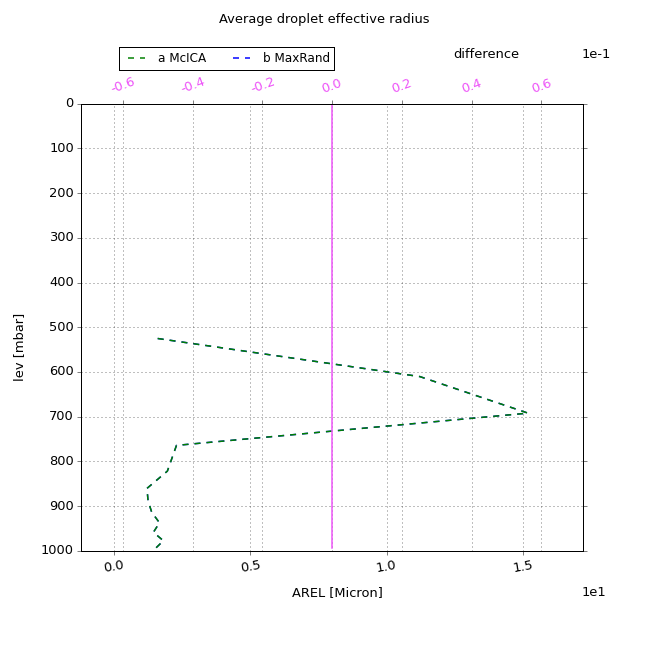 Average droplet effective radius
a McICA b MaxRand
difference 1e-1
-0.6 -0.4 -0.2 0.0 0.2 0.4 0.6
0
100
200
300
400
500
600
700
800
900
1000
lev [mbar]
0.0 0.5 1.0 1.5
AREL [Micron] 1e1